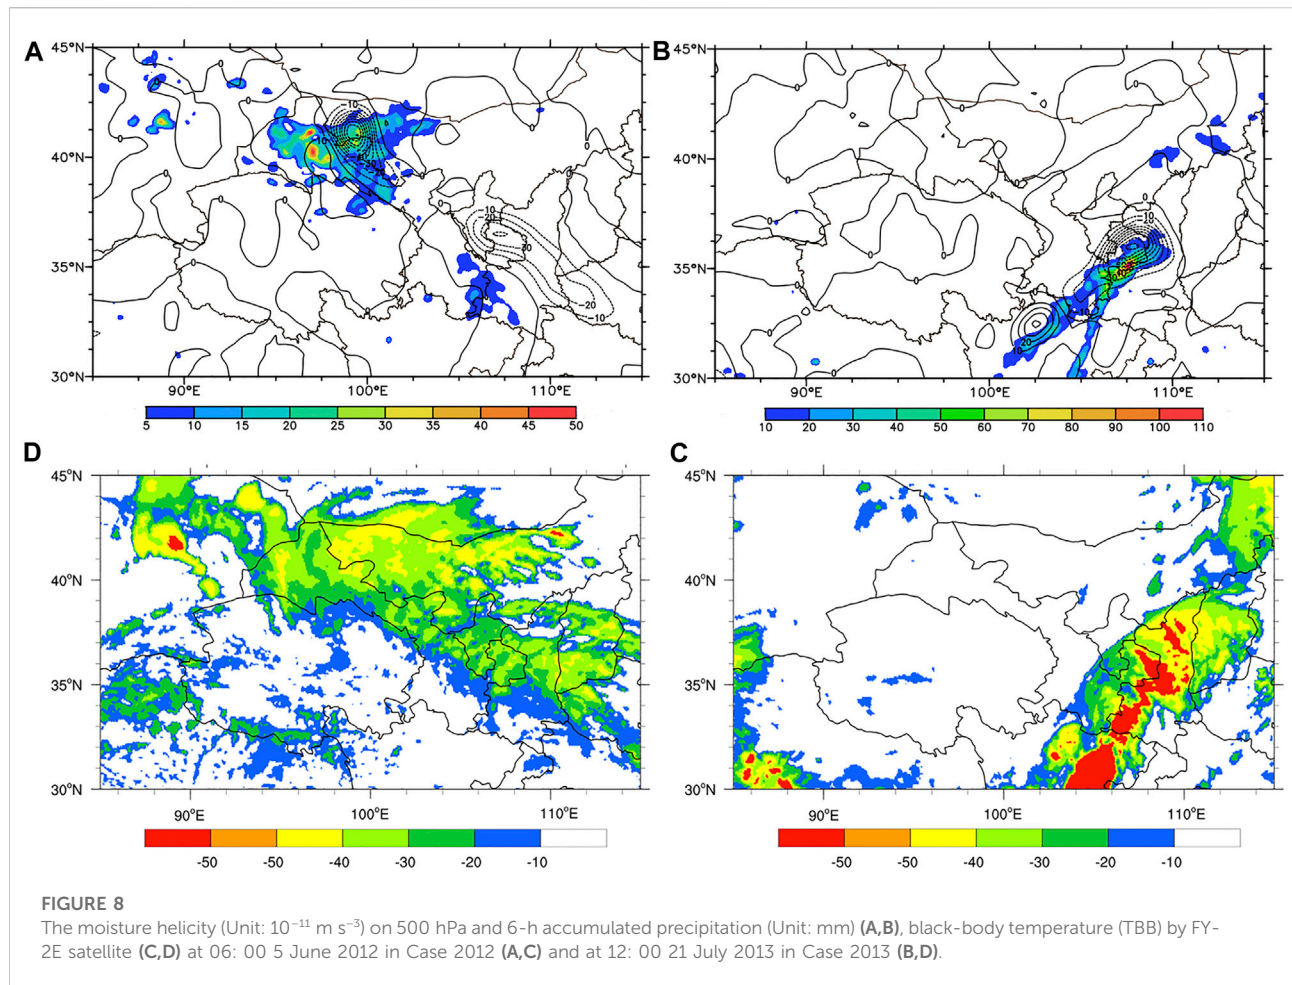 A
45°N
40°N
35°N
30°N
90°E 100°E 110°E
5 10 15 20 25 30 35 40 45 50
B
45°N
40°N
35°N
30°N
90°E 100°E 110°E
10 20 30 40 50 60 70 80 90 100 110
D
45°N
40°N
35°N
30°N
90°E 100°E 110°E
-50 -50 -40 -30 -20 -10
C
45°N
40°N
35°N
30°N
90°E 100°E 110°E
-50 -50 -40 -30 -20 -10
FIGURE 8
The moisture helicity (Unit: 10⁻¹¹ m s⁻³) on 500 hPa and 6-h accumulated precipitation (Unit: mm) (A,B), black-body temperature (TBB) by FY-
2E satellite (C,D) at 06: 00 5 June 2012 in Case 2012 (A,C) and at 12: 00 21 July 2013 in Case 2013 (B,D).